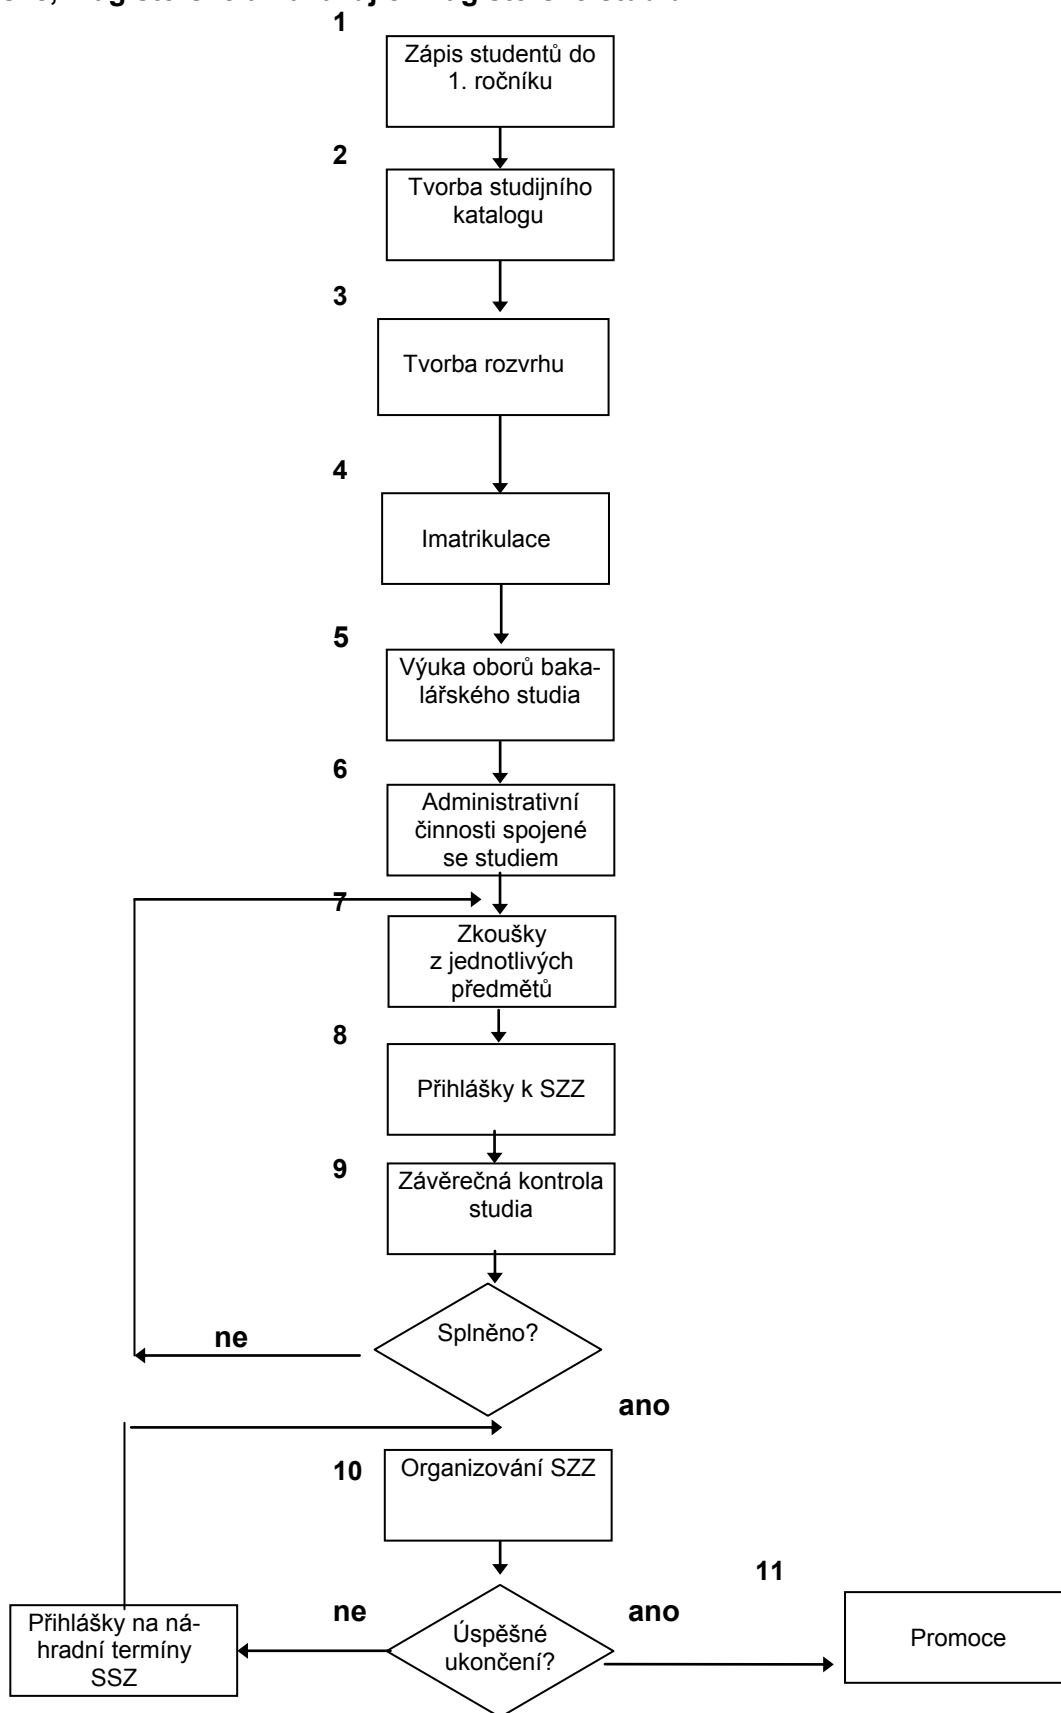 1
Zápis studentů do
1. ročníku
2
Tvorba studijního
katalogu
3
Tvorba rozvrhu
4
Imatrikulace
5
Výuka oborů baka-
lářského studia
6
Administrativní
činnosti spojené
se studiem
7
Zkoušky
z jednotlivých
předmětů
8
Přihlášky k SZZ
9
Závěrečná kontrola
studia
Splněno?
ne
ano
10
Organizování SZZ
11
Přihlášky na ná-
hradní termíny
SSZ
ne
Úspěšné
ukončení?
ano
Promoce